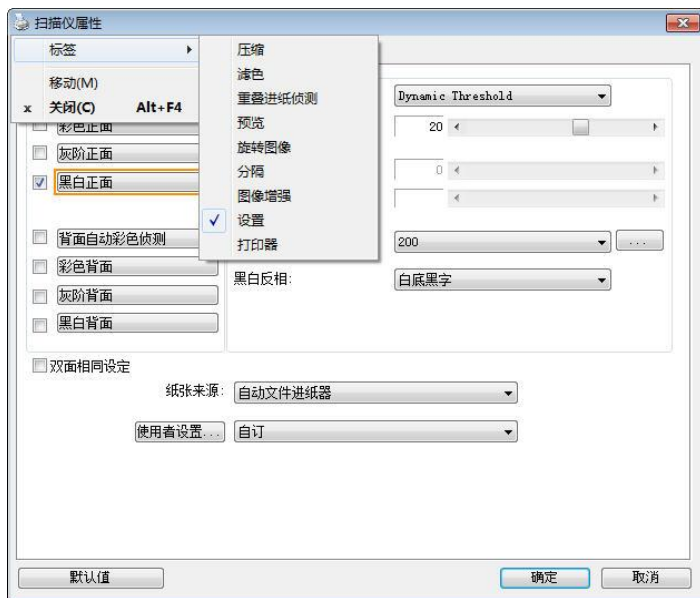 扫描仪属性
标签
移动(M)
x 关闭(C) Alt+F4
压缩
滤色
重叠进纸侦测
预览
旋转图像
分隔
图像增强
设置
打印器
彩色正面
灰阶正面
黑白正面
背面自动彩色侦测
彩色背面
灰阶背面
黑白背面
Dynamic Threshold
20
0
200
...
黑白反相:
白底黑字
双面相同设定
纸张来源:
自动文件进纸器
使用者设置...
自订
默认值
确定
取消